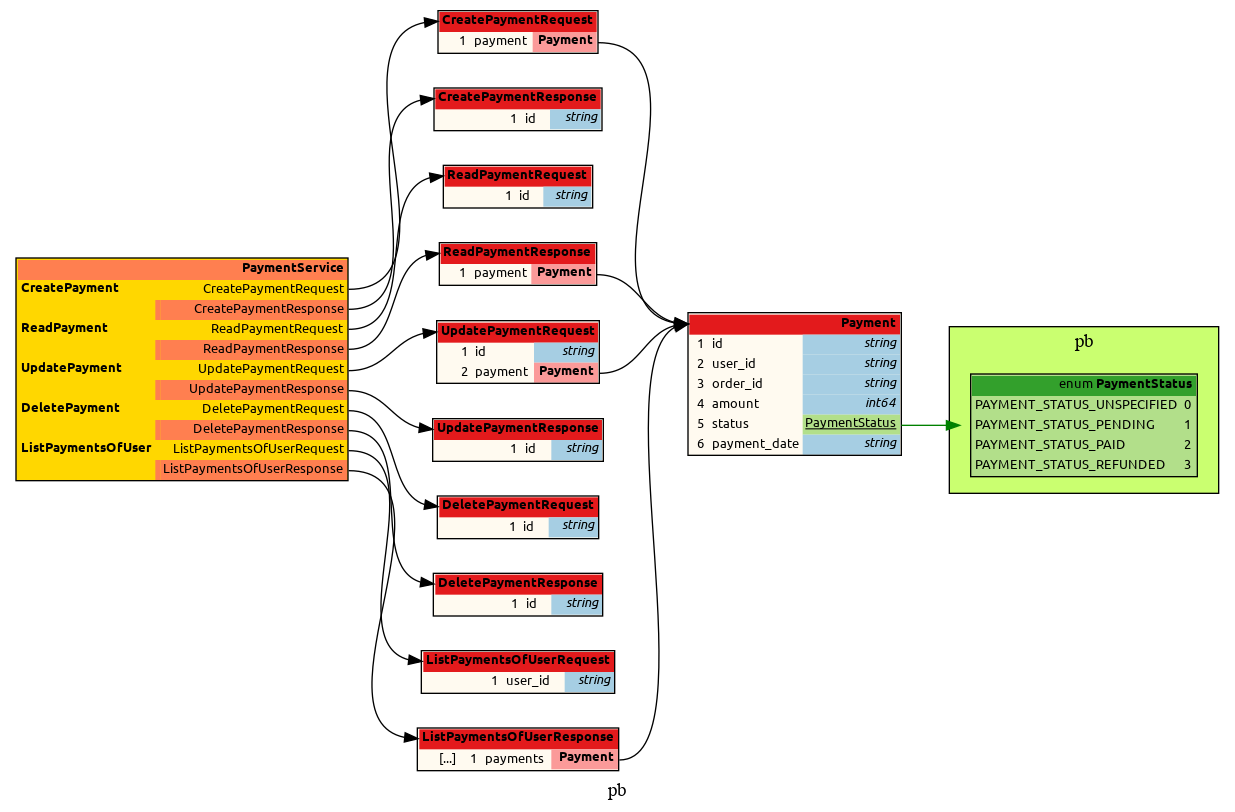 PaymentService
CreatePayment CreatePaymentRequest
CreatePaymentResponse
ReadPayment ReadPaymentRequest
ReadPaymentResponse
UpdatePayment UpdatePaymentRequest
UpdatePaymentResponse
DeletePayment DeletePaymentRequest
DeletePaymentResponse
ListPaymentsOfUser ListPaymentsOfUserRequest
ListPaymentsOfUserResponse
CreatePaymentRequest
1 payment Payment
CreatePaymentResponse
1 id string
ReadPaymentRequest
1 id string
ReadPaymentResponse
1 payment Payment
UpdatePaymentRequest
1 id string
2 payment Payment
UpdatePaymentResponse
1 id string
DeletePaymentRequest
1 id string
DeletePaymentResponse
1 id string
ListPaymentsOfUserRequest
1 user_id string
ListPaymentsOfUserResponse
[...] 1 payments Payment
Payment
1 id string
2 user_id string
3 order_id string
4 amount int64
5 status PaymentStatus
6 payment_date string
pb
enum PaymentStatus
PAYMENT_STATUS_UNSPECIFIED 0
PAYMENT_STATUS_PENDING 1
PAYMENT_STATUS_PAID 2
PAYMENT_STATUS_REFUNDED 3
pb